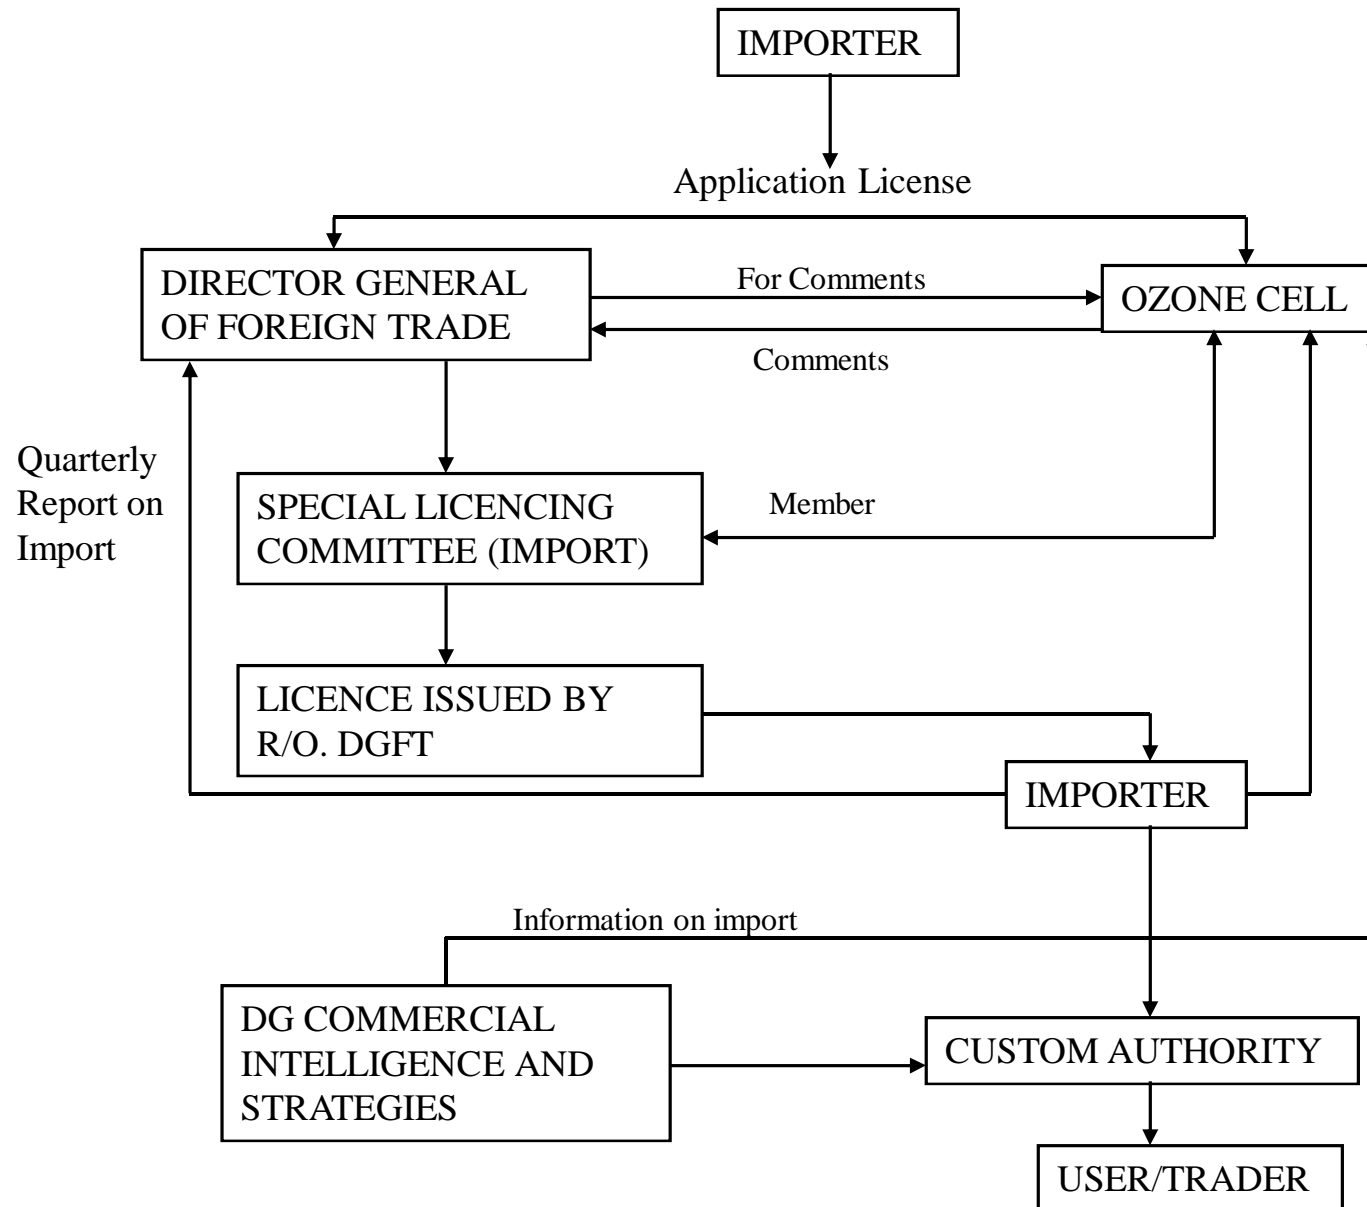 IMPORTER
Application License
DIRECTOR GENERAL
OF FOREIGN TRADE
For Comments
OZONE CELL
Comments
Quarterly
Report on
Import
SPECIAL LICENCING
COMMITTEE (IMPORT)
Member
LICENCE ISSUED BY
R/O. DGFT
IMPORTER
Information on import
DG COMMERCIAL
INTELLIGENCE AND
STRATEGIES
CUSTOM AUTHORITY
USER/TRADER